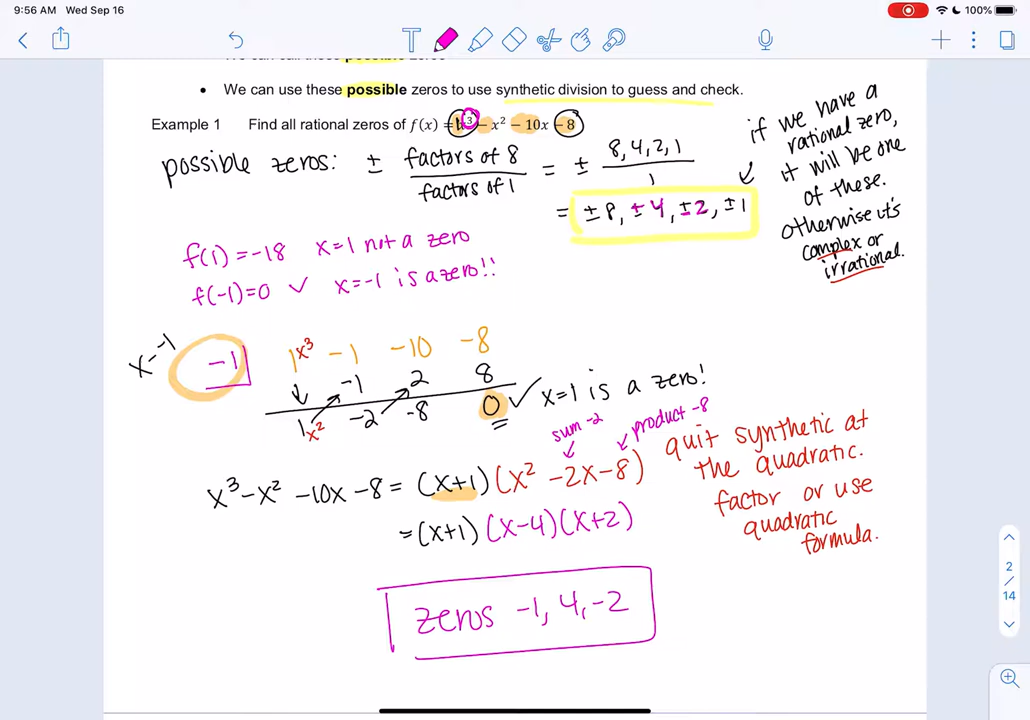 9:56 AM Wed Sep 16
100%
• We can use these possible zeros to use synthetic division to guess and check.
Example 1 Find all rational zeros of f(x) = x³ − x² − 10x − 8
possible zeros: ± factors of 8 / factors of 1 = ± 8, 4, 2, 1 / 1
= ±8, ±4, ±2, ±1
if we have a
rational zero,
it will be one
of these.
otherwise it's
complex or
irrational.
f(1) = -18 x=1 not a zero
f(-1)=0 ✓ x=-1 is a zero!!
x--1
-1 1x³ -1 -10 -8
↓ -1 2 8
1x² -2 -8 0 ✓ x=1 is a zero!
sum -2
product -8
x³-x²-10x-8 = (x+1)(x²-2x-8)
=(x+1)(x-4)(x+2)
quit synthetic at
the quadratic.
factor or use
quadratic
formula.
zeros -1, 4, -2
2
/
14